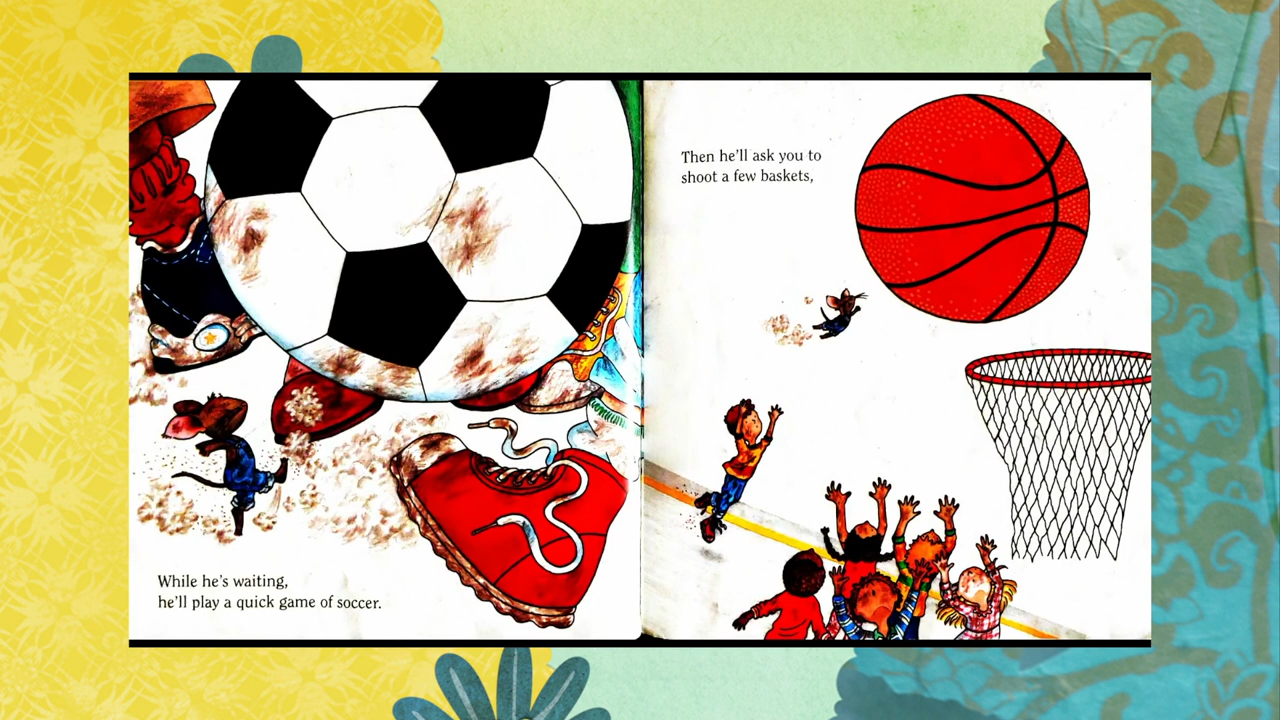 While he's waiting,
he'll play a quick game of soccer.
Then he'll ask you to
shoot a few baskets,